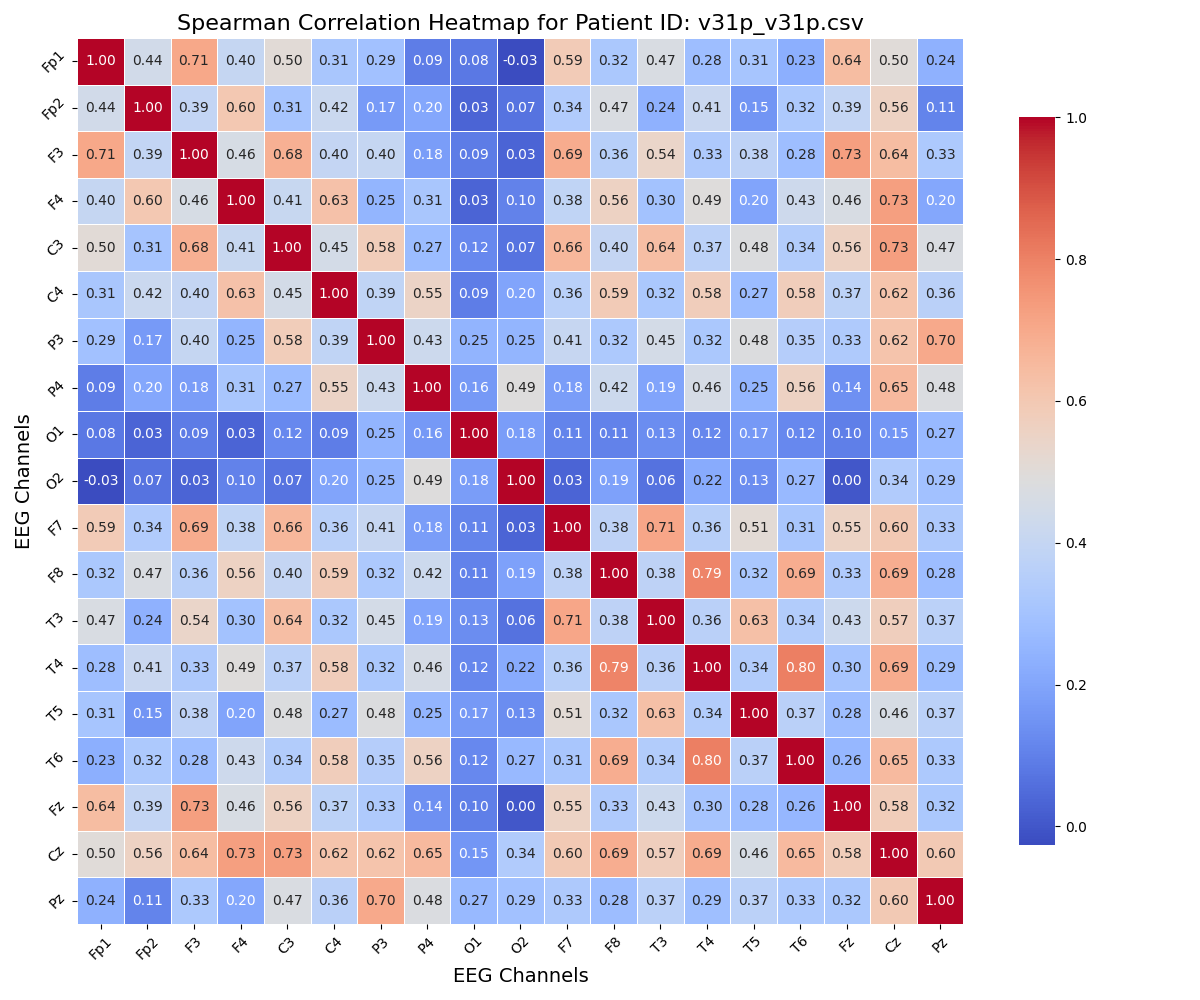 Spearman Correlation Heatmap for Patient ID: v31p_v31p.csv
Fp1 1.00 0.44 0.71 0.40 0.50 0.31 0.29 0.09 0.08 -0.03 0.59 0.32 0.47 0.28 0.31 0.23 0.64 0.50 0.24
Fp2 0.44 1.00 0.39 0.60 0.31 0.42 0.17 0.20 0.03 0.07 0.34 0.47 0.24 0.41 0.15 0.32 0.39 0.56 0.11
F3 0.71 0.39 1.00 0.46 0.68 0.40 0.40 0.18 0.09 0.03 0.69 0.36 0.54 0.33 0.38 0.28 0.73 0.64 0.33
F4 0.40 0.60 0.46 1.00 0.41 0.63 0.25 0.31 0.03 0.10 0.38 0.56 0.30 0.49 0.20 0.43 0.46 0.73 0.20
C3 0.50 0.31 0.68 0.41 1.00 0.45 0.58 0.27 0.12 0.07 0.66 0.40 0.64 0.37 0.48 0.34 0.56 0.73 0.47
C4 0.31 0.42 0.40 0.63 0.45 1.00 0.39 0.55 0.09 0.20 0.36 0.59 0.32 0.58 0.27 0.58 0.37 0.62 0.36
P3 0.29 0.17 0.40 0.25 0.58 0.39 1.00 0.43 0.25 0.25 0.41 0.32 0.45 0.32 0.48 0.35 0.33 0.62 0.70
P4 0.09 0.20 0.18 0.31 0.27 0.55 0.43 1.00 0.16 0.49 0.18 0.42 0.19 0.46 0.25 0.56 0.14 0.65 0.48
O1 0.08 0.03 0.09 0.03 0.12 0.09 0.25 0.16 1.00 0.18 0.11 0.11 0.13 0.12 0.17 0.12 0.10 0.15 0.27
O2 -0.03 0.07 0.03 0.10 0.07 0.20 0.25 0.49 0.18 1.00 0.03 0.19 0.06 0.22 0.13 0.27 0.00 0.34 0.29
F7 0.59 0.34 0.69 0.38 0.66 0.36 0.41 0.18 0.11 0.03 1.00 0.38 0.71 0.36 0.51 0.31 0.55 0.60 0.33
F8 0.32 0.47 0.36 0.56 0.40 0.59 0.32 0.42 0.11 0.19 0.38 1.00 0.38 0.79 0.32 0.69 0.33 0.69 0.28
T3 0.47 0.24 0.54 0.30 0.64 0.32 0.45 0.19 0.13 0.06 0.71 0.38 1.00 0.36 0.63 0.34 0.43 0.57 0.37
T4 0.28 0.41 0.33 0.49 0.37 0.58 0.32 0.46 0.12 0.22 0.36 0.79 0.36 1.00 0.34 0.80 0.30 0.69 0.29
T5 0.31 0.15 0.38 0.20 0.48 0.27 0.48 0.25 0.17 0.13 0.51 0.32 0.63 0.34 1.00 0.37 0.28 0.46 0.37
T6 0.23 0.32 0.28 0.43 0.34 0.58 0.35 0.56 0.12 0.27 0.31 0.69 0.34 0.80 0.37 1.00 0.26 0.65 0.33
Fz 0.64 0.39 0.73 0.46 0.56 0.37 0.33 0.14 0.10 0.00 0.55 0.33 0.43 0.30 0.28 0.26 1.00 0.58 0.32
Cz 0.50 0.56 0.64 0.73 0.73 0.62 0.62 0.65 0.15 0.34 0.60 0.69 0.57 0.69 0.46 0.65 0.58 1.00 0.60
Pz 0.24 0.11 0.33 0.20 0.47 0.36 0.70 0.48 0.27 0.29 0.33 0.28 0.37 0.29 0.37 0.33 0.32 0.60 1.00
Fp1 Fp2 F3 F4 C3 C4 P3 P4 O1 O2 F7 F8 T3 T4 T5 T6 Fz Cz Pz
EEG Channels
EEG Channels
1.0
0.8
0.6
0.4
0.2
0.0